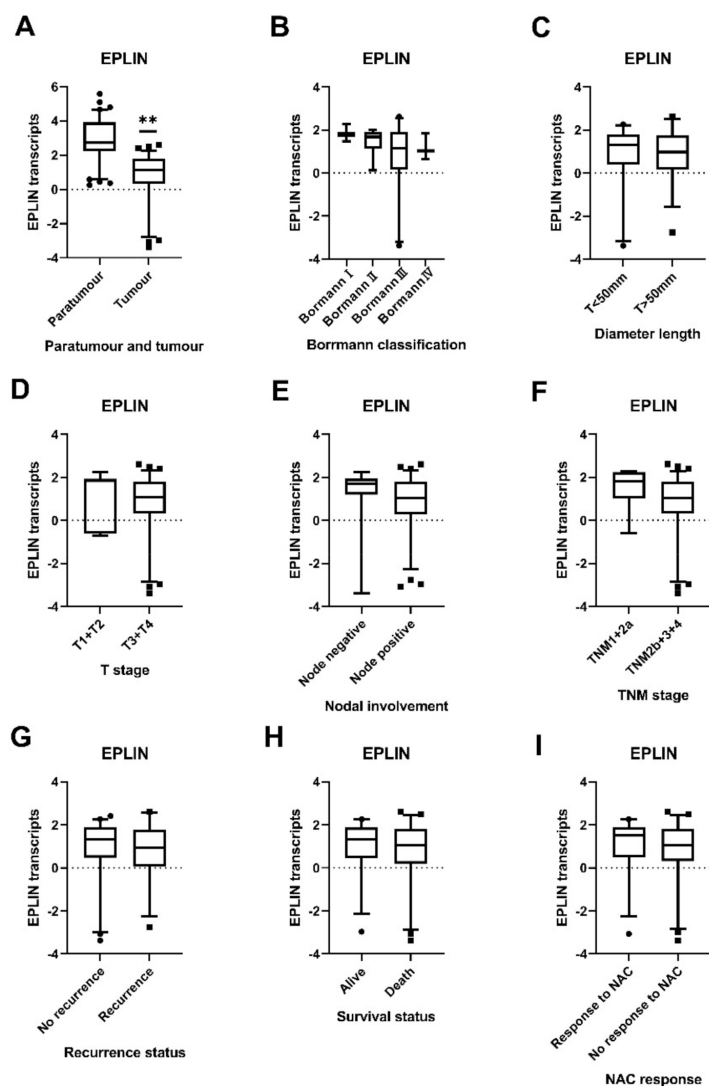 A
EPLIN
EPLIN transcripts
6
4
2
0
-2
-4
**
Paratumour
Tumour
Paratumour and tumour
B
EPLIN
EPLIN transcripts
4
2
0
-2
-4
Bormann Ⅰ
Bormann Ⅱ
Bormann Ⅲ
Bormann Ⅳ
Borrmann classification
C
EPLIN
EPLIN transcripts
4
2
0
-2
-4
T<50mm
T>50mm
Diameter length
D
EPLIN
EPLIN transcripts
4
2
0
-2
-4
T1+T2
T3+T4
T stage
E
EPLIN
EPLIN transcripts
4
2
0
-2
-4
Node negative
Node positive
Nodal involvement
F
EPLIN
EPLIN transcripts
4
2
0
-2
-4
TNM1+2a
TNM2b+3+4
TNM stage
G
EPLIN
EPLIN transcripts
4
2
0
-2
-4
No recurrence
Recurrence
Recurrence status
H
EPLIN
EPLIN transcripts
4
2
0
-2
-4
Alive
Death
Survival status
I
EPLIN
EPLIN transcripts
4
2
0
-2
-4
Response to NAC
No response to NAC
NAC response